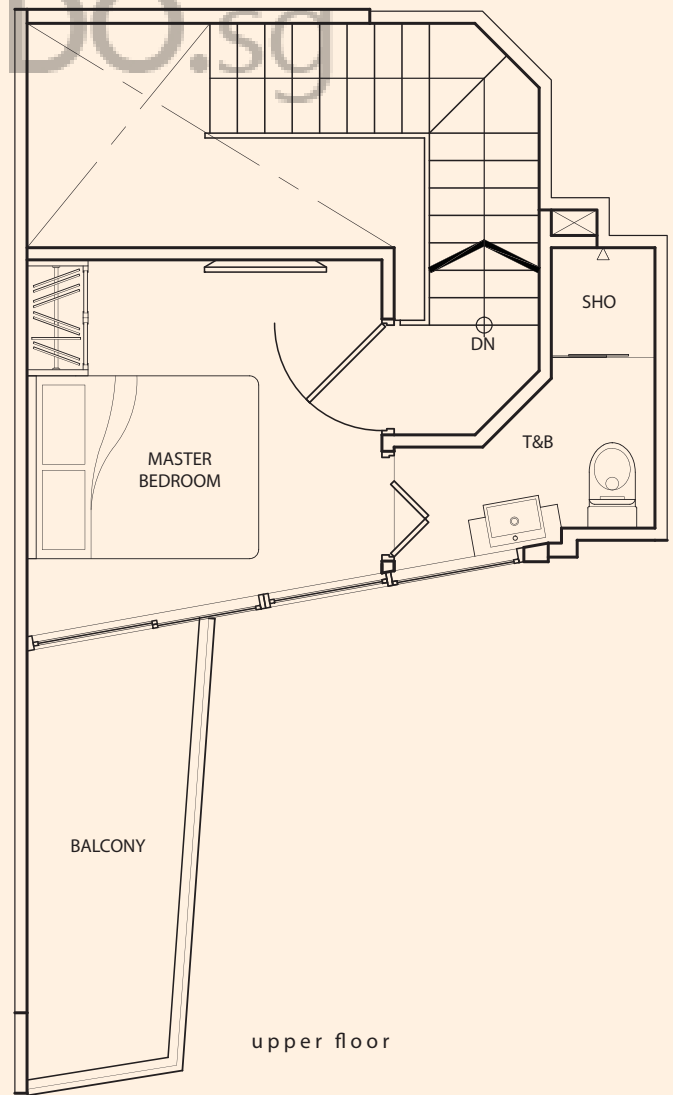 DO.sg
SHO
DN
T&B
MASTER
BEDROOM
BALCONY
upper floor